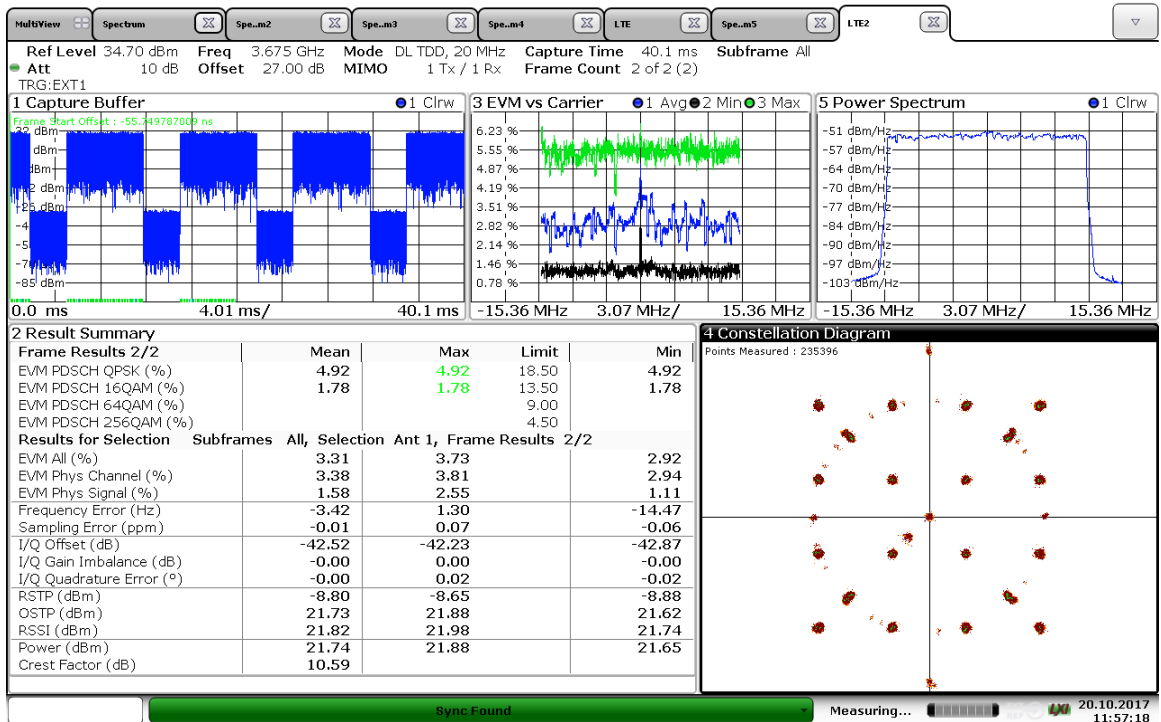 MultiView Spectrum Spe..m2 Spe..m3 Spe..m4 LTE Spe..m5 LTE2
Ref Level 34.70 dBm Freq 3.675 GHz Mode DL TDD, 20 MHz Capture Time 40.1 ms Subframe All
Att 10 dB Offset 27.00 dB MIMO 1 Tx / 1 Rx Frame Count 2 of 2 (2)
TRG:EXT1
1 Capture Buffer 1 Clrw
Frame Start Offset : -55.749787009 ns
dBm
dBm
-25 dBm
-85 dBm
0.0 ms 4.01 ms/ 40.1 ms
3 EVM vs Carrier 1 Avg 2 Min 3 Max
6.23 %
5.55 %
4.87 %
4.19 %
3.51 %
2.82 %
2.14 %
1.46 %
0.78 %
-15.36 MHz 3.07 MHz/ 15.36 MHz
5 Power Spectrum 1 Clrw
-51 dBm/Hz
-57 dBm/Hz
-64 dBm/Hz
-70 dBm/Hz
-77 dBm/Hz
-84 dBm/Hz
-90 dBm/Hz
-97 dBm/Hz
-103 dBm/Hz
-15.36 MHz 3.07 MHz/ 15.36 MHz
2 Result Summary
Frame Results 2/2 Mean Max Limit Min
EVM PDSCH QPSK (%) 4.92 4.92 18.50 4.92
EVM PDSCH 16QAM (%) 1.78 1.78 13.50 1.78
EVM PDSCH 64QAM (%) 9.00
EVM PDSCH 256QAM (%) 4.50
Results for Selection Subframes All, Selection Ant 1, Frame Results 2/2
EVM All (%) 3.31 3.73 2.92
EVM Phys Channel (%) 3.38 3.81 2.94
EVM Phys Signal (%) 1.58 2.55 1.11
Frequency Error (Hz) -3.42 1.30 -14.47
Sampling Error (ppm) -0.01 0.07 -0.06
I/Q Offset (dB) -42.52 -42.23 -42.87
I/Q Gain Imbalance (dB) -0.00 0.00 -0.00
I/Q Quadrature Error (°) -0.00 0.02 -0.02
RSTP (dBm) -8.80 -8.65 -8.88
OSTP (dBm) 21.73 21.88 21.62
RSSI (dBm) 21.82 21.98 21.74
Power (dBm) 21.74 21.88 21.65
Crest Factor (dB) 10.59
4 Constellation Diagram
Points Measured : 235396
Sync Found
Measuring... REF LXI 20.10.2017
11:57:18